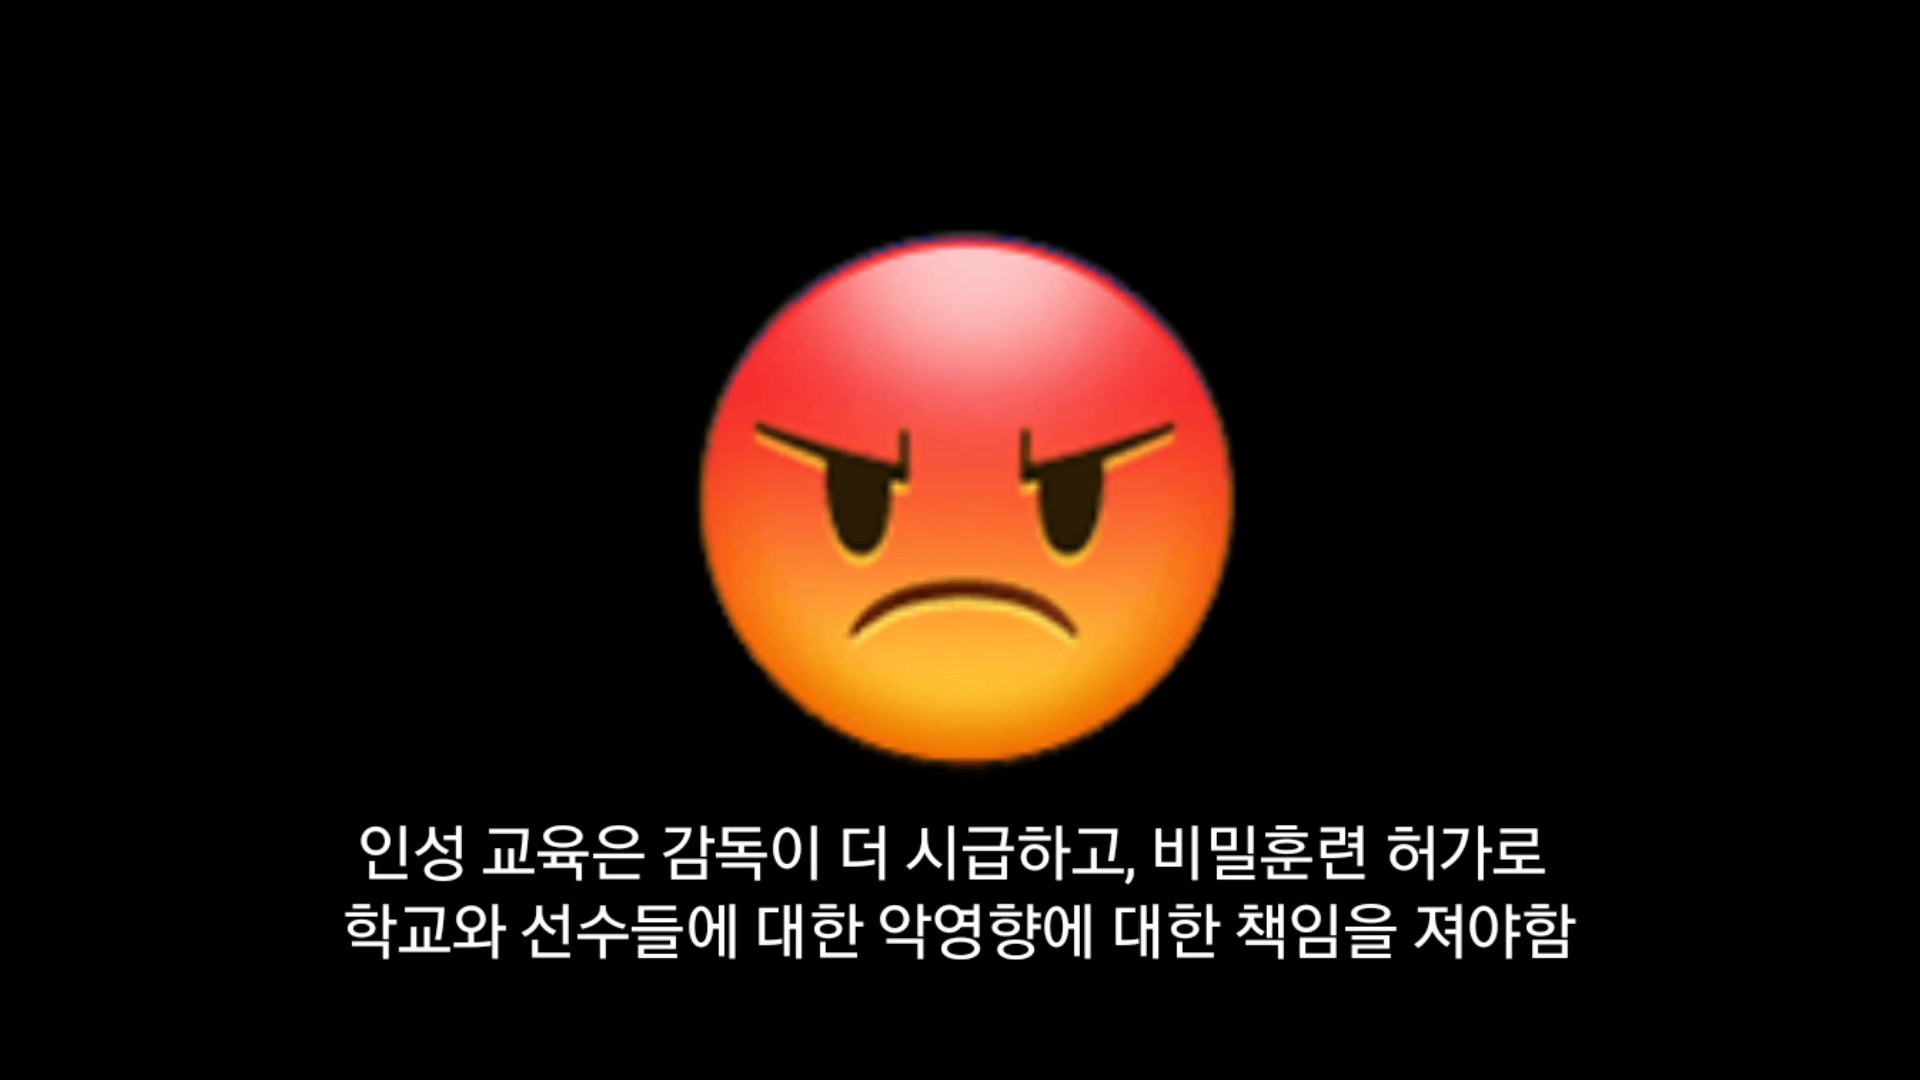 인성 교육은 감독이 더 시급하고, 비밀훈련 허가로
학교와 선수들에 대한 악영향에 대한 책임을 져야함